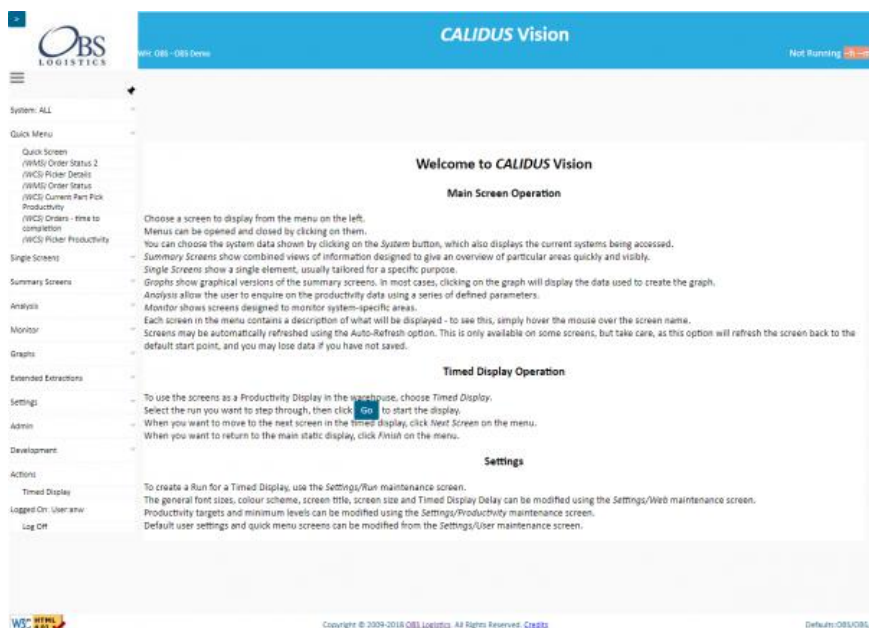 >
OBS
LOGISTICS
CALIDUS Vision
WH: OBS - OBS Demo
Not Running --h --m
System: ALL
Quick Menu
Quick Screen
(WMS) Order Status 2
(WCS) Picker Details
(WMS) Order Status
(WCS) Current Part Pick
Productivity
(WCS) Orders - time to
completion
(WCS) Picker Productivity
Single Screens
Summary Screens
Analysis
Monitor
Graphs
Extended Extractions
Settings
Admin
Development
Actions
Timed Display
Logged On: User anw
Log Off
Welcome to CALIDUS Vision
Main Screen Operation
Choose a screen to display from the menu on the left.
Menus can be opened and closed by clicking on them.
You can choose the system data shown by clicking on the System button, which also displays the current systems being accessed.
Summary Screens show combined views of information designed to give an overview of particular areas quickly and visibly.
Single Screens show a single element, usually tailored for a specific purpose.
Graphs show graphical versions of the summary screens. In most cases, clicking on the graph will display the data used to create the graph.
Analysis allow the user to enquire on the productivity data using a series of defined parameters.
Monitor shows screens designed to monitor system-specific areas.
Each screen in the menu contains a description of what will be displayed - to see this, simply hover the mouse over the screen name.
Screens may be automatically refreshed using the Auto-Refresh option. This is only available on some screens, but take care, as this option will refresh the screen back to the
default start point, and you may lose data if you have not saved.
Timed Display Operation
To use the screens as a Productivity Display in the warehouse, choose Timed Display.
Select the run you want to step through, then click Go to start the display.
When you want to move to the next screen in the timed display, click Next Screen on the menu.
When you want to return to the main static display, click Finish on the menu.
Settings
To create a Run for a Timed Display, use the Settings/Run maintenance screen.
The general font sizes, colour scheme, screen title, screen size and Timed Display Delay can be modified using the Settings/Web maintenance screen.
Productivity targets and minimum levels can be modified using the Settings/Productivity maintenance screen.
Default user settings and quick menu screens can be modified from the Settings/User maintenance screen.
W3C HTML 4.01
Copyright © 2009-2018 OBS Logistics. All Rights Reserved. Credits
Defaults: OBS/OBS